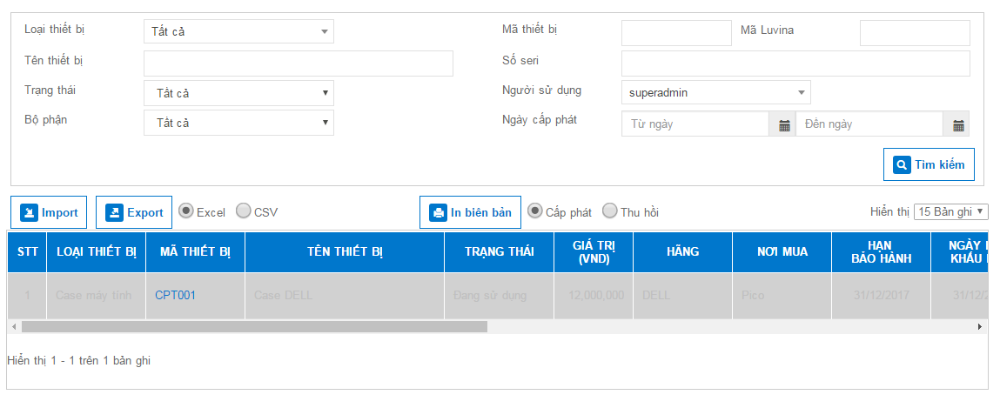 Loại thiết bị Tất cả Mã thiết bị Mã Luvina
Tên thiết bị Số seri
Trạng thái Tất cả Người sử dụng superadmin
Bộ phận Tất cả Ngày cấp phát Từ ngày Đến ngày
Tìm kiếm
Import Export Excel CSV In biên bản Cấp phát Thu hồi Hiển thị 15 Bản ghi
STT LOẠI THIẾT BỊ MÃ THIẾT BỊ TÊN THIẾT BỊ TRẠNG THÁI GIÁ TRỊ (VND) HÃNG NƠI MUA HẠN BẢO HÀNH NGÀY KHẤU
1 Case máy tính CPT001 Case DELL Đang sử dụng 12,000,000 DELL Pico 31/12/2017 31/12/2
Hiển thị 1 - 1 trên 1 bản ghi